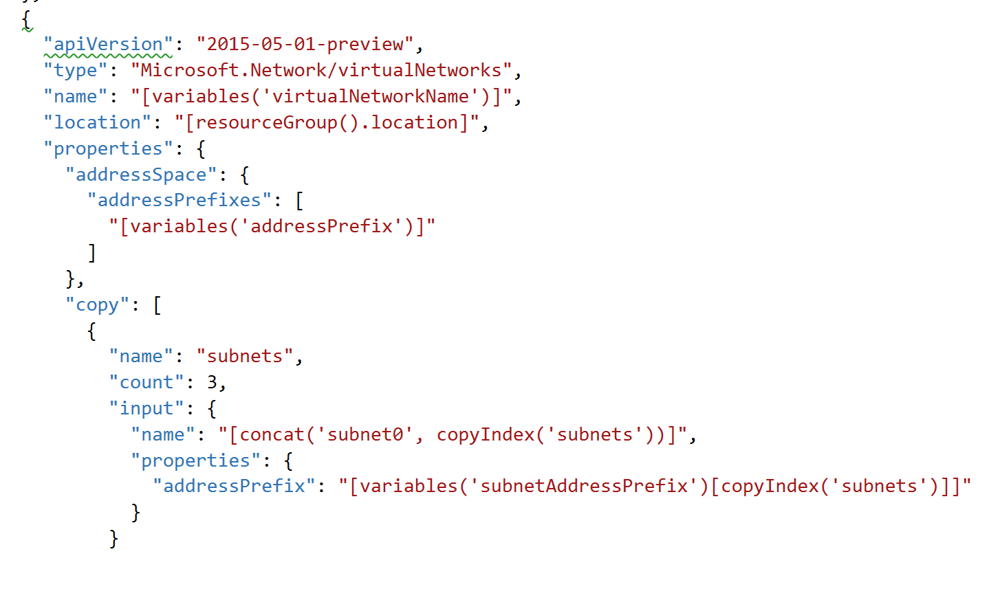 {
"apiVersion": "2015-05-01-preview",
"type": "Microsoft.Network/virtualNetworks",
"name": "[variables('virtualNetworkName')]",
"location": "[resourceGroup().location]",
"properties": {
"addressSpace": {
"addressPrefixes": [
"[variables('addressPrefix')]"
]
},
"copy": [
{
"name": "subnets",
"count": 3,
"input": {
"name": "[concat('subnet0', copyIndex('subnets'))]",
"properties": {
"addressPrefix": "[variables('subnetAddressPrefix')[copyIndex('subnets')]]"
}
}